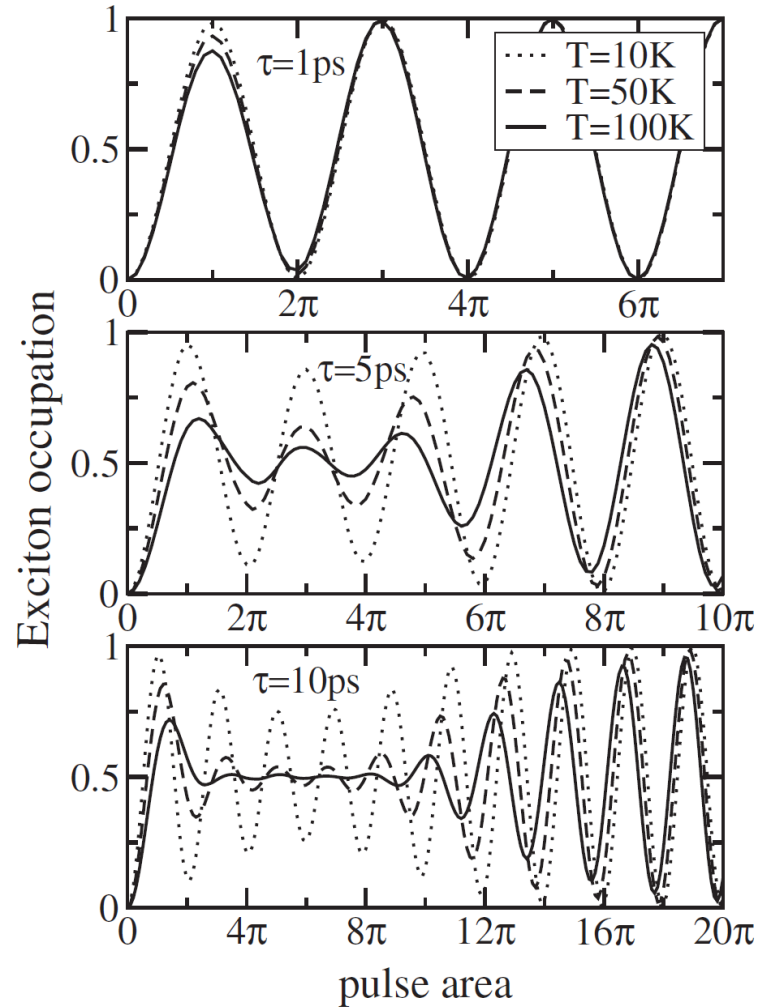 1
τ=1ps
T=10K
T=50K
T=100K
0.5
0
0
2π
4π
6π
Exciton occupation
1
τ=5ps
0.5
0
0
2π
4π
6π
8π
10π
1
τ=10ps
0.5
0
0
4π
8π
12π
16π
20π
pulse area